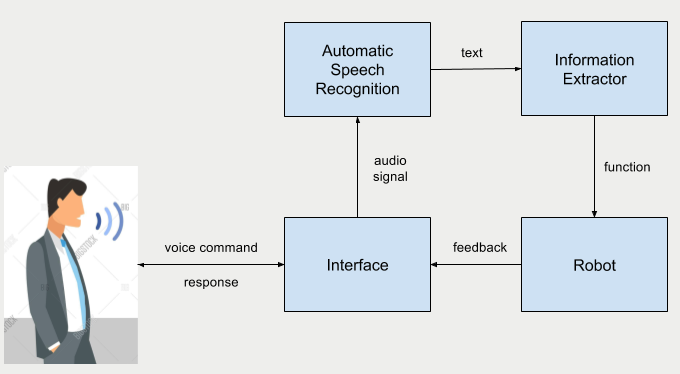 Automatic
Speech
Recognition
text
Information
Extractor
audio
signal
function
voice command
response
Interface
feedback
Robot